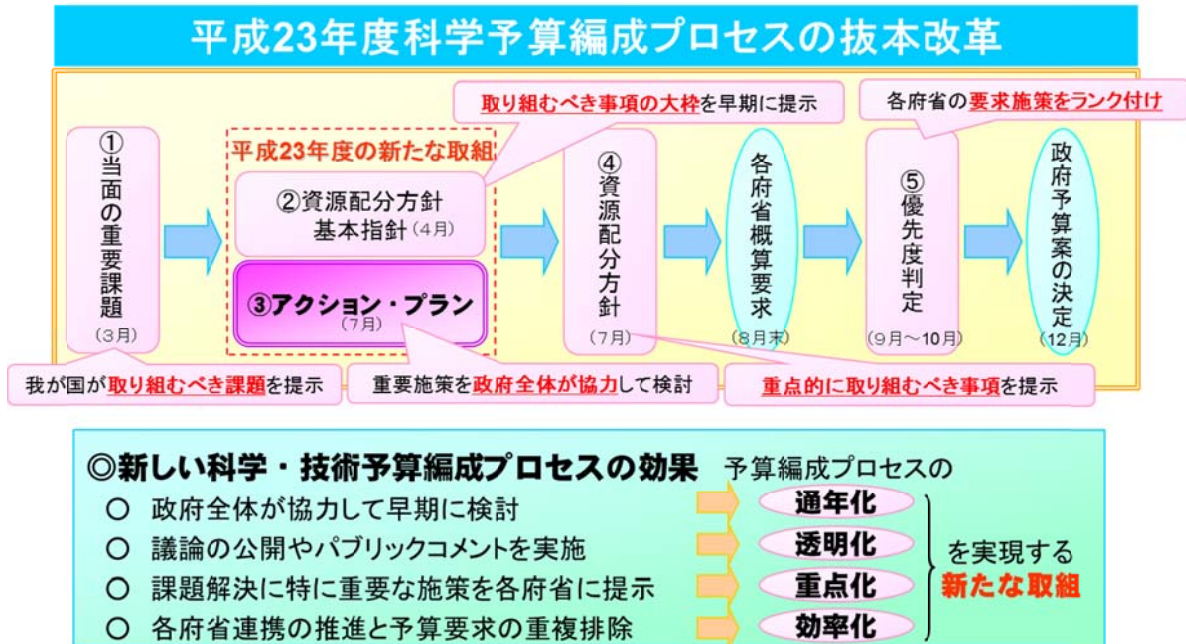 平成23年度科学予算編成プロセスの抜本改革
取り組むべき事項の大枠を早期に提示
各府省の要求施策をランク付け
①当面の重要課題
(3月)
平成23年度の新たな取組
②資源配分方針
基本指針(4月)
③アクション・プラン
(7月)
④資源配分方針
(7月)
各府省概算要求
(8月末)
⑤優先度判定
(9月～10月)
政府予算案の決定
(12月)
我が国が取り組むべき課題を提示
重要施策を政府全体が協力して検討
重点的に取り組むべき事項を提示
◎新しい科学・技術予算編成プロセスの効果 予算編成プロセスの
○ 政府全体が協力して早期に検討 通年化
○ 議論の公開やパブリックコメントを実施 透明化
○ 課題解決に特に重要な施策を各府省に提示 重点化
○ 各府省連携の推進と予算要求の重複排除 効率化
を実現する
新たな取組